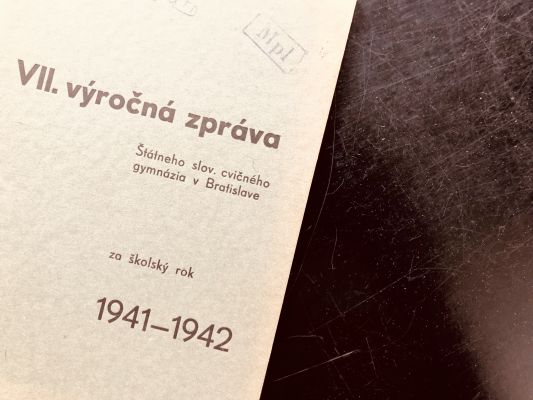 Mpl
VII. výročná zpráva
Štátneho slov. cvičného
gymnázia v Bratislave
za školský rok
1941–1942